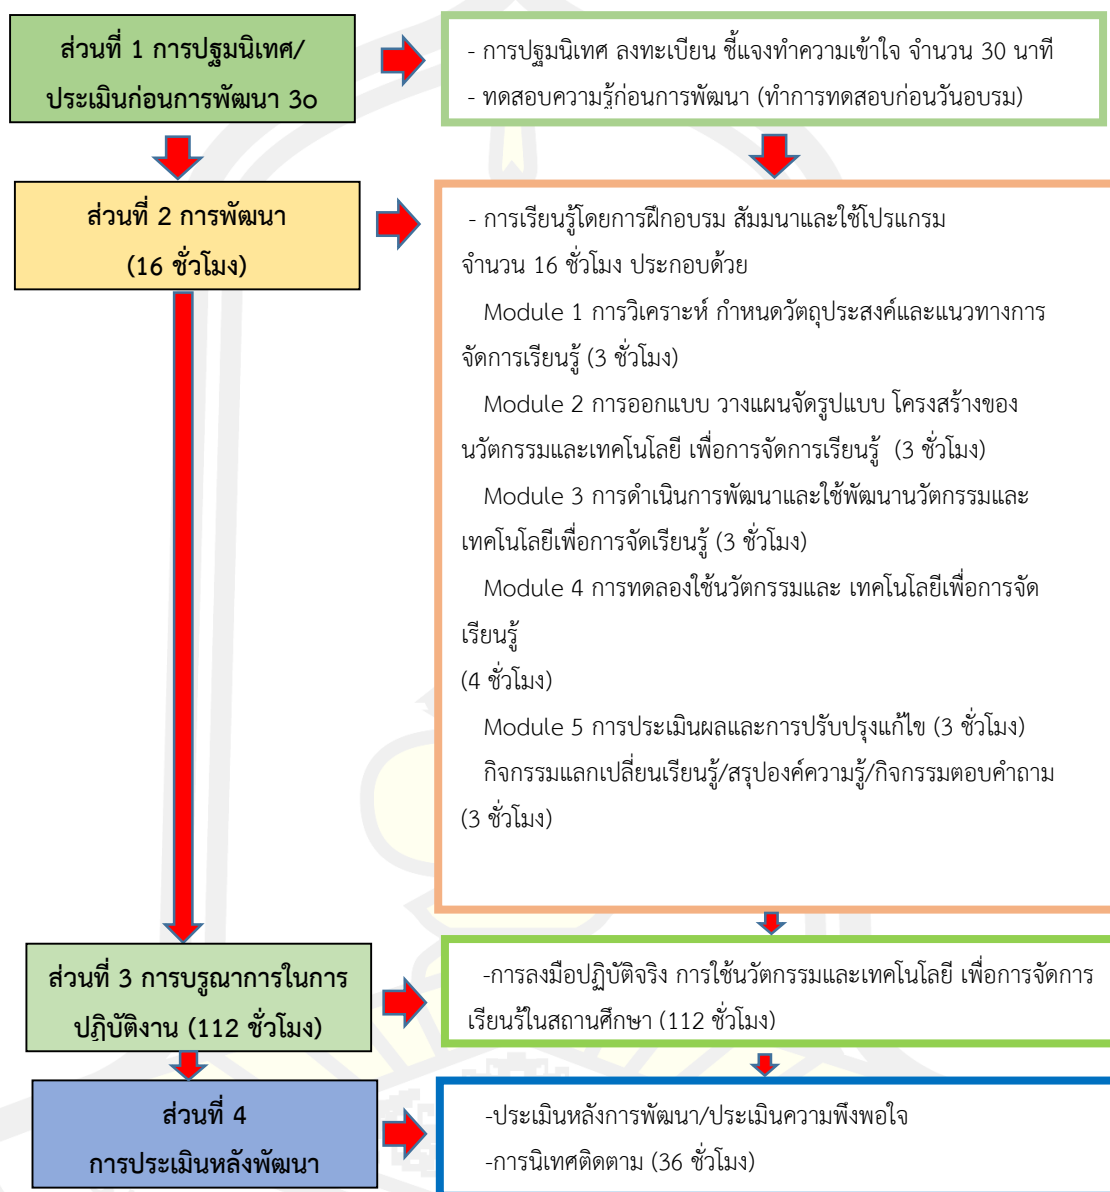 ส่วนที่ 1 การปฐมนิเทศ/
ประเมินก่อนการพัฒนา 3๐
- การปฐมนิเทศ ลงทะเบียน ชี้แจงทำความเข้าใจ จำนวน 30 นาที
- ทดสอบความรู้ก่อนการพัฒนา (ทำการทดสอบก่อนวันอบรม)
ส่วนที่ 2 การพัฒนา
(16 ชั่วโมง)
- การเรียนรู้โดยการฝึกอบรม สัมมนาและใช้โปรแกรม
จำนวน 16 ชั่วโมง ประกอบด้วย
Module 1 การวิเคราะห์ กำหนดวัตถุประสงค์และแนวทางการ
จัดการเรียนรู้ (3 ชั่วโมง)
Module 2 การออกแบบ วางแผนจัดรูปแบบ โครงสร้างของ
นวัตกรรมและเทคโนโลยี เพื่อการจัดการเรียนรู้ (3 ชั่วโมง)
Module 3 การดำเนินการพัฒนาและใช้พัฒนานวัตกรรมและ
เทคโนโลยีเพื่อการจัดเรียนรู้ (3 ชั่วโมง)
Module 4 การทดลองใช้นวัตกรรมและ เทคโนโลยีเพื่อการจัด
เรียนรู้
(4 ชั่วโมง)
Module 5 การประเมินผลและการปรับปรุงแก้ไข (3 ชั่วโมง)
กิจกรรมแลกเปลี่ยนเรียนรู้/สรุปองค์ความรู้/กิจกรรมตอบคำถาม
(3 ชั่วโมง)
ส่วนที่ 3 การบรูณาการในการ
ปฏิบัติงาน (112 ชั่วโมง)
-การลงมือปฏิบัติจริง การใช้นวัตกรรมและเทคโนโลยี เพื่อการจัดการ
เรียนรู้ในสถานศึกษา (112 ชั่วโมง)
ส่วนที่ 4
การประเมินหลังพัฒนา
-ประเมินหลังการพัฒนา/ประเมินความพึงพอใจ
-การนิเทศติดตาม (36 ชั่วโมง)